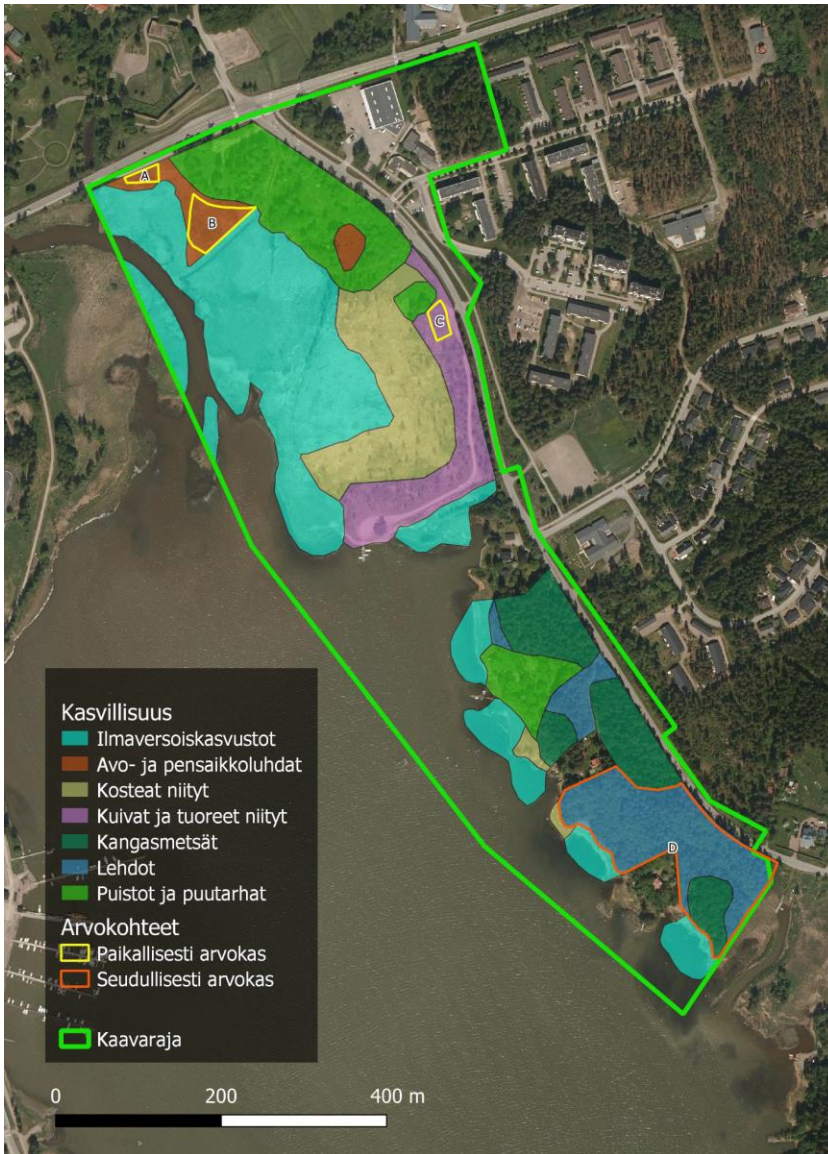 A
B
C
D
Kasvillisuus
Ilmaversoiskasvustot
Avo- ja pensaikkoluhdat
Kosteat niityt
Kuivat ja tuoreet niityt
Kangasmetsät
Lehdot
Puistot ja puutarhat
Arvokohteet
Paikallisesti arvokas
Seudullisesti arvokas
Kaavaraja
0 200 400 m